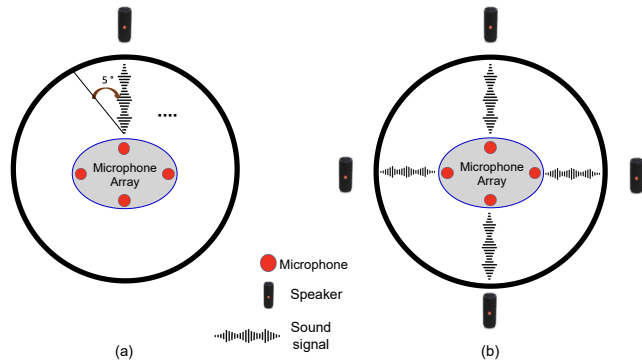 5°
....
Microphone
Array
Microphone
Array
Microphone
Speaker
Sound
signal
(a)
(b)